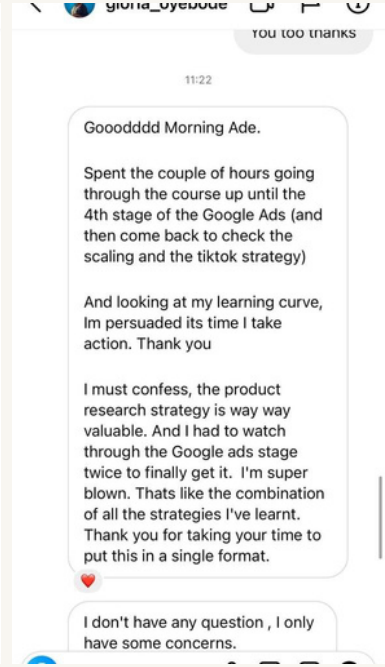 gloria_oyebode
You too thanks
11:22
Gooodddd Morning Ade.
Spent the couple of hours going
through the course up until the
4th stage of the Google Ads (and
then come back to check the
scaling and the tiktok strategy)
And looking at my learning curve,
Im persuaded its time I take
action. Thank you
I must confess, the product
research strategy is way way
valuable. And I had to watch
through the Google ads stage
twice to finally get it. I'm super
blown. Thats like the combination
of all the strategies I've learnt.
Thank you for taking your time to
put this in a single format.
I don't have any question , I only
have some concerns.